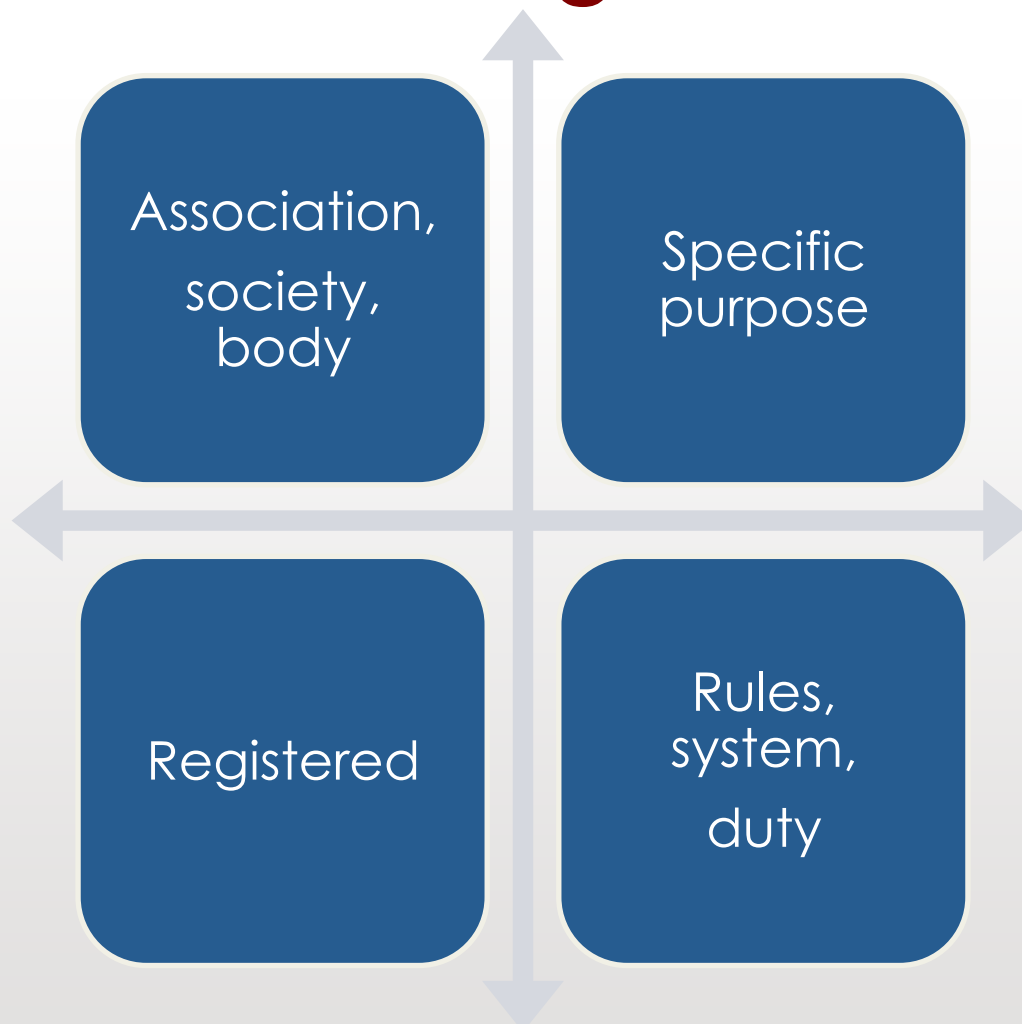 Association,
society,
body
Specific
purpose
Registered
Rules,
system,
duty